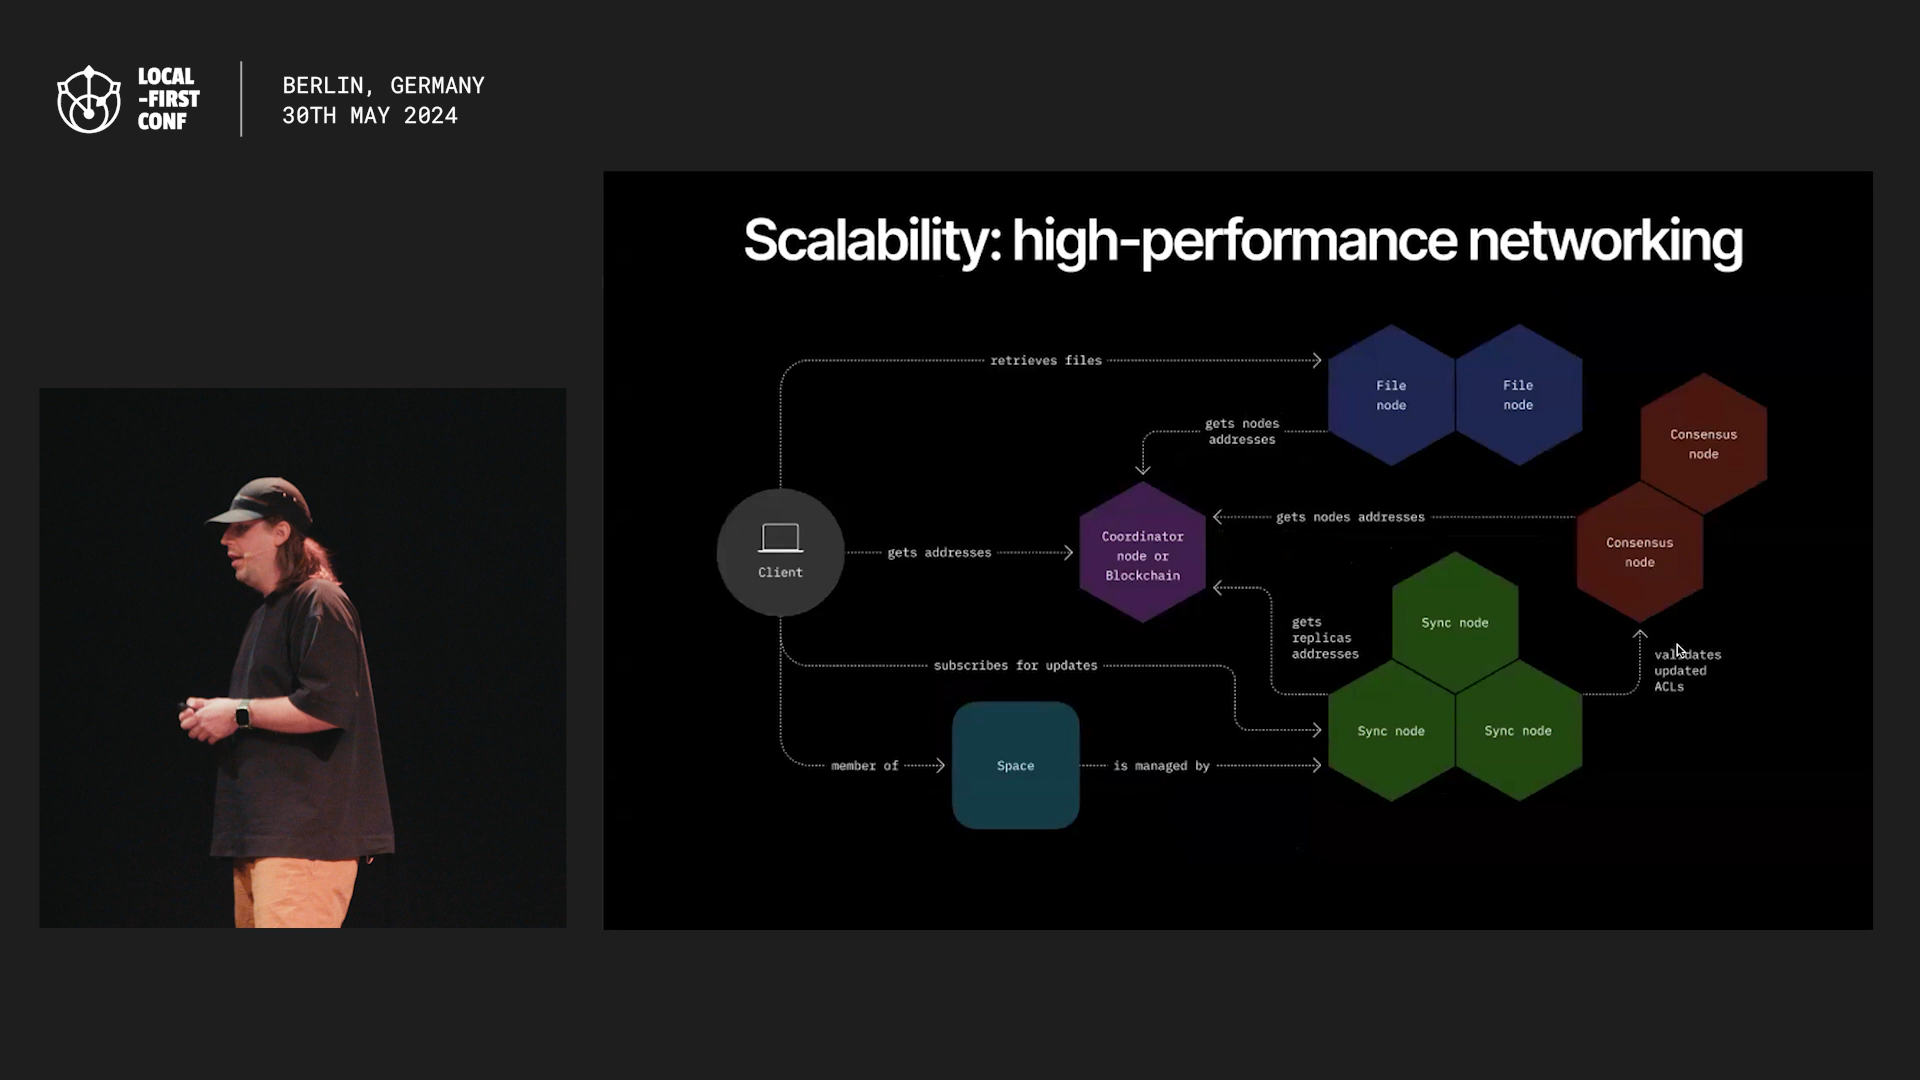 LOCAL
-FIRST
CONF
BERLIN, GERMANY
30TH MAY 2024
Scalability: high-performance networking
retrieves files
File
node
File
node
gets nodes
addresses
Consensus
node
Client
gets addresses
Coordinator
node or
Blockchain
gets nodes addresses
Consensus
node
gets
replicas
addresses
Sync node
subscribes for updates
validates
updated
ACLs
Sync node
Sync node
member of
Space
is managed by